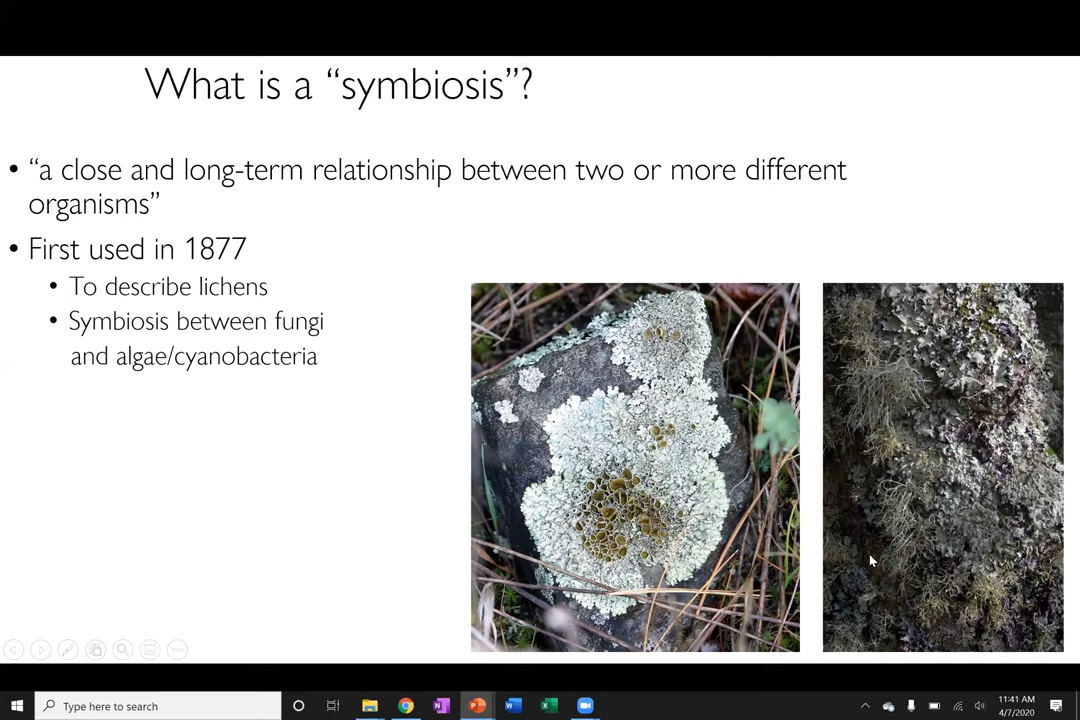 What is a “symbiosis”?
• “a close and long-term relationship between two or more different
organisms”
• First used in 1877
• To describe lichens
• Symbiosis between fungi
and algae/cyanobacteria
Type here to search
11:41 AM
4/7/2020